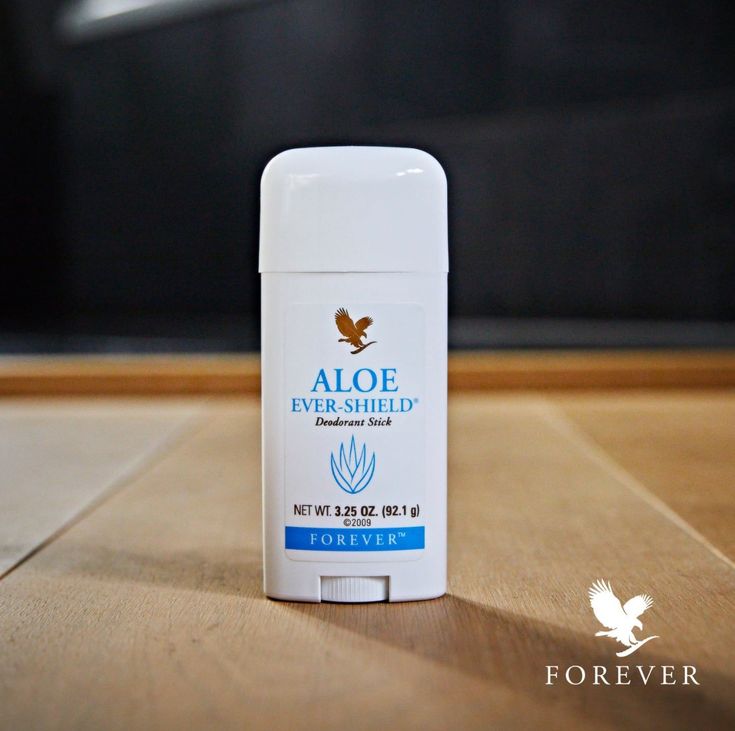 ALOE
EVER-SHIELD®
Deodorant Stick
NET WT. 3.25 OZ. (92.1 g)
©2009
FOREVER™
FOREVER